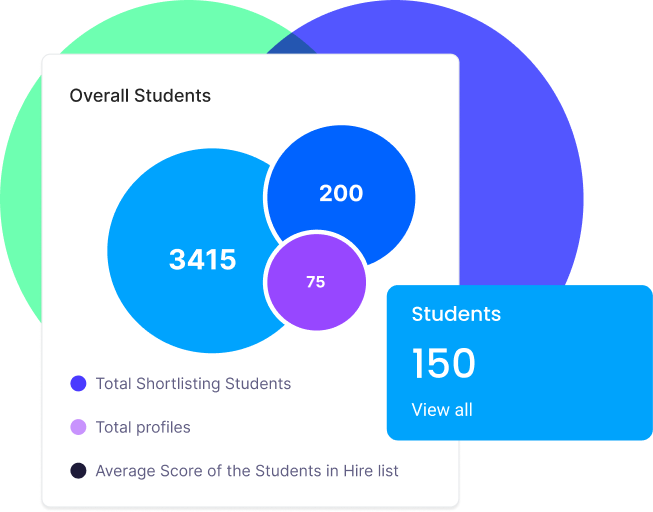 Overall Students
200
3415
75
Students
150
View all
Total Shortlisting Students
Total profiles
Average Score of the Students in Hire list